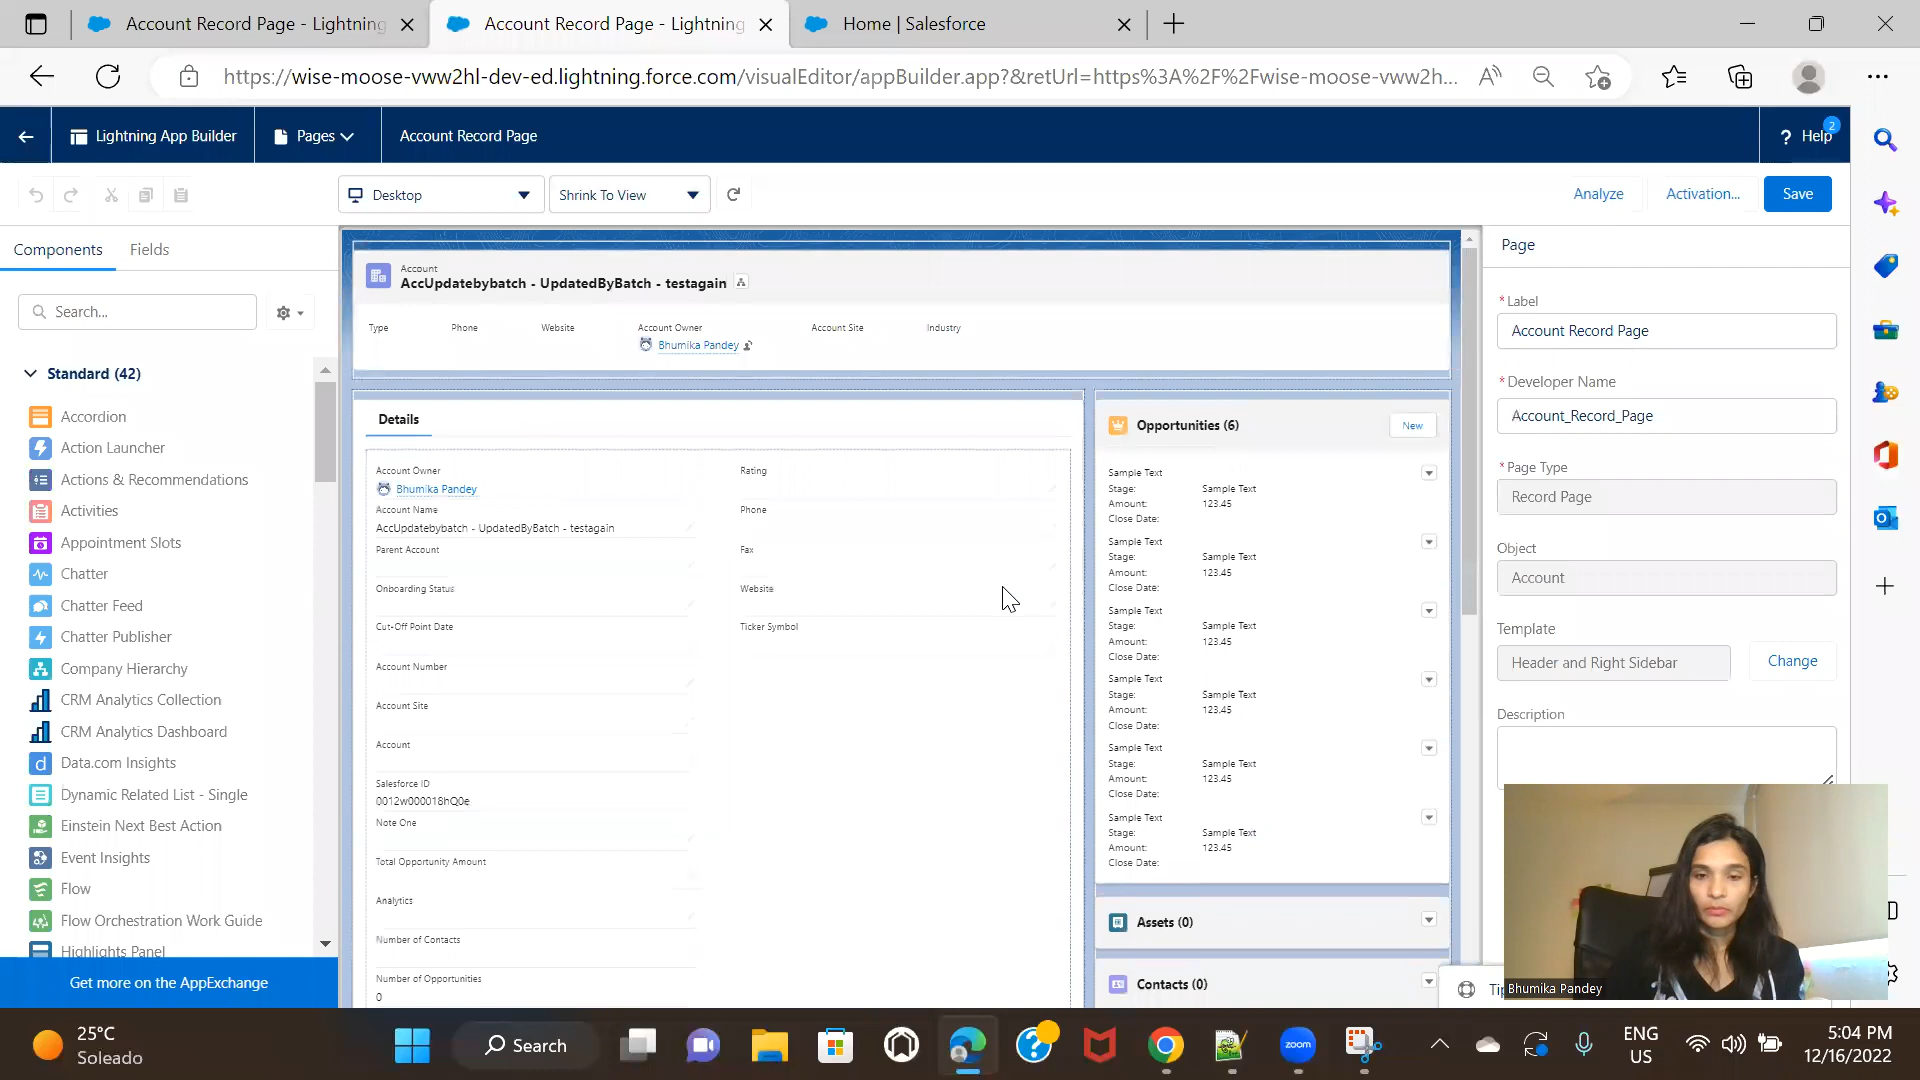 Account Record Page - Lightning
Account Record Page - Lightning
Home | Salesforce
https://wise-moose-vww2hl-dev-ed.lightning.force.com/visualEditor/appBuilder.app?&retUrl=https%3A%2F%2Fwise-moose-vww2h...
Lightning App Builder
Pages
Account Record Page
? Help
2
Desktop
Shrink To View
Analyze
Activation...
Save
Components
Fields
Search...
Standard (42)
Accordion
Action Launcher
Actions & Recommendations
Activities
Appointment Slots
Chatter
Chatter Feed
Chatter Publisher
Company Hierarchy
CRM Analytics Collection
CRM Analytics Dashboard
Data.com Insights
Dynamic Related List - Single
Einstein Next Best Action
Event Insights
Flow
Flow Orchestration Work Guide
Highlights Panel
Get more on the AppExchange
Account
AccUpdatebybatch - UpdatedByBatch - testagain
Type
Phone
Website
Account Owner
Account Site
Industry
Bhumika Pandey
Details
Account Owner
Bhumika Pandey
Account Name
AccUpdatebybatch - UpdatedByBatch - testagain
Parent Account
Onboarding Status
Cut-Off Point Date
Account Number
Account Site
Account
Salesforce ID
0012w000018hQ0e
Note One
Total Opportunity Amount
Analytics
Number of Contacts
Number of Opportunities
0
Rating
Phone
Fax
Website
Ticker Symbol
Opportunities (6)
New
Sample Text
Stage: Sample Text
Amount: 123.45
Close Date:
Sample Text
Stage: Sample Text
Amount: 123.45
Close Date:
Sample Text
Stage: Sample Text
Amount: 123.45
Close Date:
Sample Text
Stage: Sample Text
Amount: 123.45
Close Date:
Sample Text
Stage: Sample Text
Amount: 123.45
Close Date:
Sample Text
Stage: Sample Text
Amount: 123.45
Close Date:
Assets (0)
Contacts (0)
Page
*Label
Account Record Page
*Developer Name
Account_Record_Page
*Page Type
Record Page
Object
Account
Template
Header and Right Sidebar
Change
Description
Bhumika Pandey
25°C
Soleado
Search
zoom
ENG
US
5:04 PM
12/16/2022